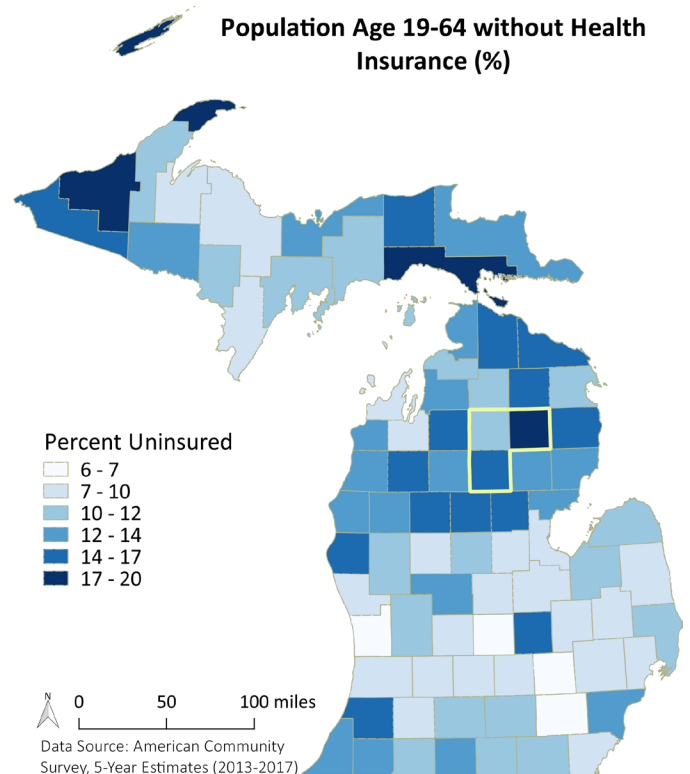 Population Age 19-64 without Health
Insurance (%)
Percent Uninsured
6 - 7
7 - 10
10 - 12
12 - 14
14 - 17
17 - 20
N
0 50 100 miles
Data Source: American Community
Survey, 5-Year Estimates (2013-2017)